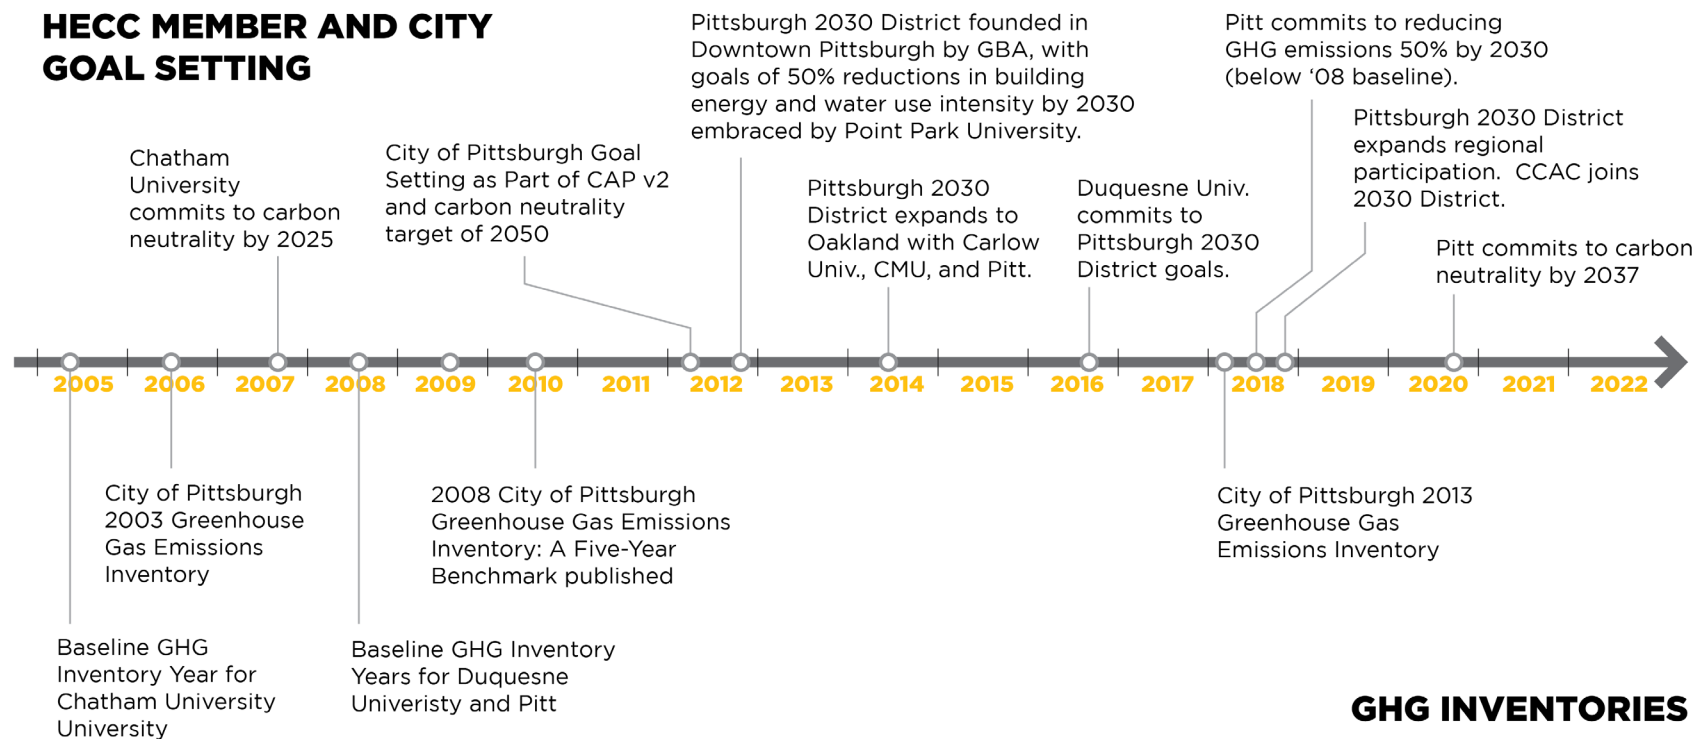 HECC MEMBER AND CITY
GOAL SETTING
Chatham
University
commits to carbon
neutrality by 2025
City of Pittsburgh Goal
Setting as Part of CAP v2
and carbon neutrality
target of 2050
Pittsburgh 2030 District founded in
Downtown Pittsburgh by GBA, with
goals of 50% reductions in building
energy and water use intensity by 2030
embraced by Point Park University.
Pittsburgh 2030
District expands to
Oakland with Carlow
Univ., CMU, and Pitt.
Duquesne Univ.
commits to
Pittsburgh 2030
District goals.
Pitt commits to reducing
GHG emissions 50% by 2030
(below ‘08 baseline).
Pittsburgh 2030 District
expands regional
participation.  CCAC joins
2030 District.
Pitt commits to carbon
neutrality by 2037
2005 2006 2007 2008 2009 2010 2011 2012 2013 2014 2015 2016 2017 2018 2019 2020 2021 2022
City of Pittsburgh
2003 Greenhouse
Gas Emissions
Inventory
2008 City of Pittsburgh
Greenhouse Gas Emissions
Inventory: A Five-Year
Benchmark published
City of Pittsburgh 2013
Greenhouse Gas
Emissions Inventory
Baseline GHG
Inventory Year for
Chatham University
University
Baseline GHG Inventory
Years for Duquesne
Univeristy and Pitt
GHG INVENTORIES